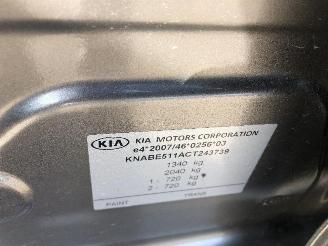 KIA KIA MOTORS CORPORATION
e4*2007/46*0256*03
KNABE511ACT243739
1340 kg
2040 kg
1 - 720 kg
2 - 720 kg
PAINT TRANS